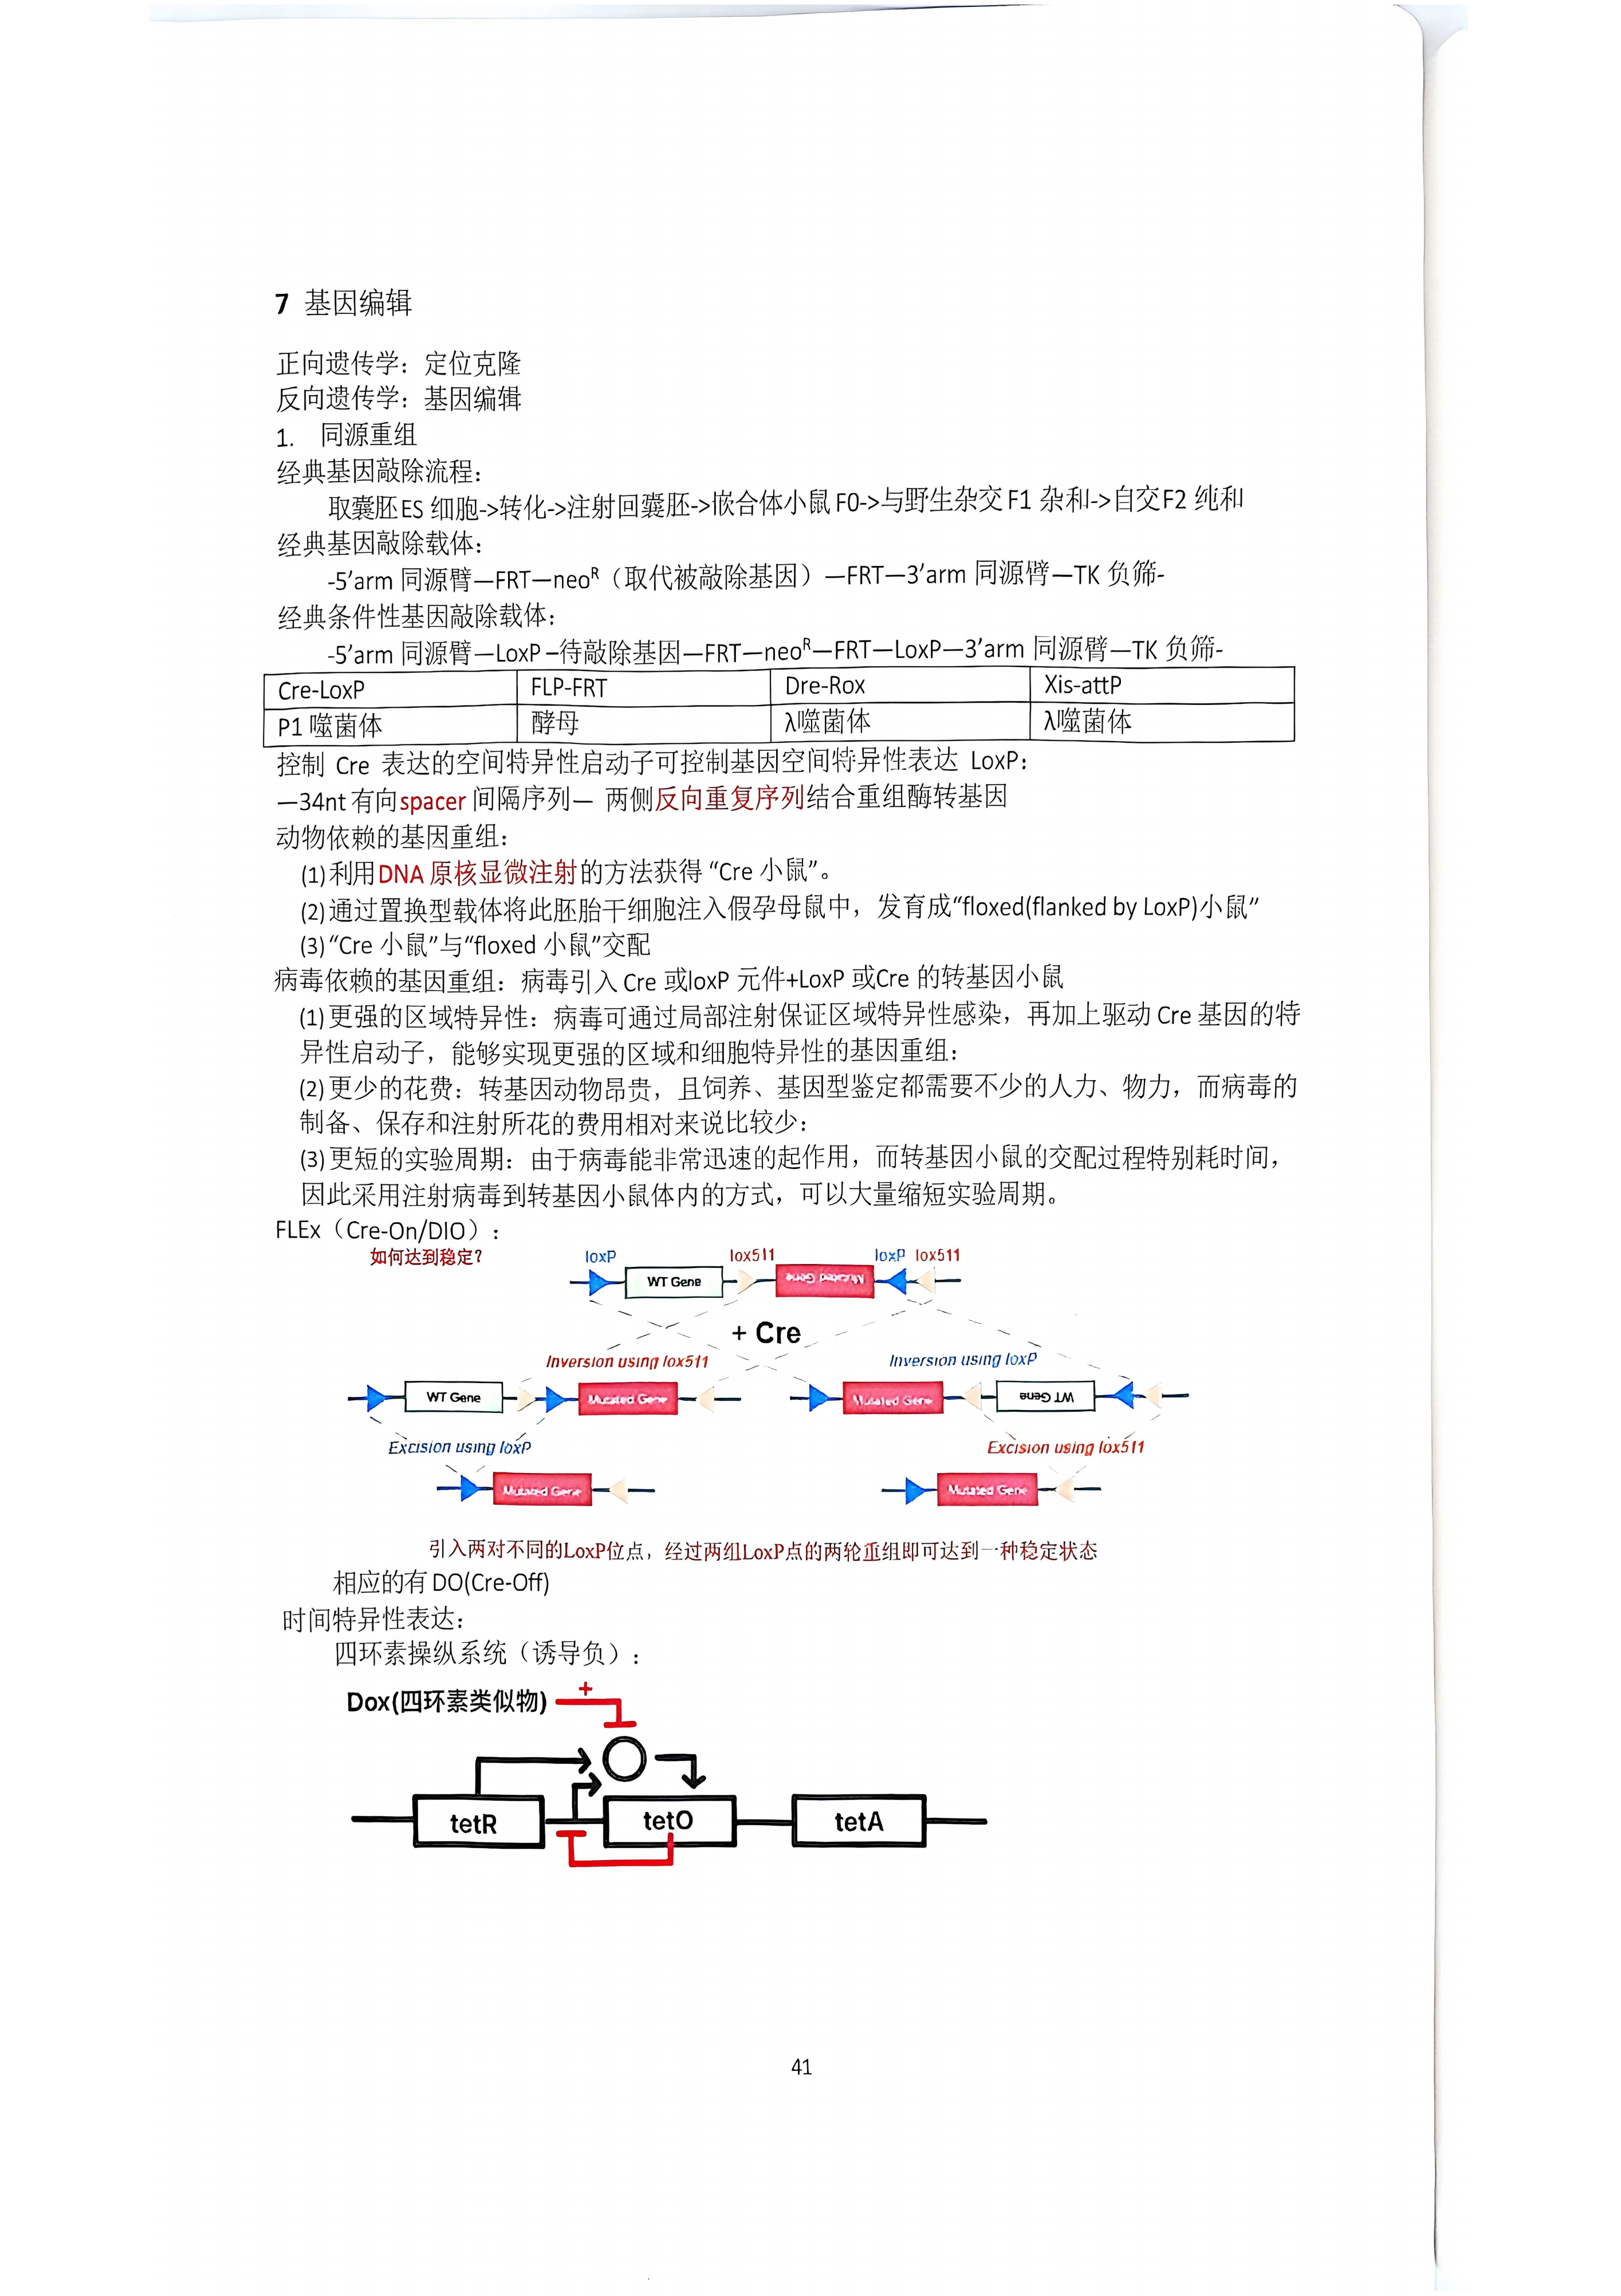 7 基因编辑
正向遗传学：定位克隆
反向遗传学：基因编辑
1. 同源重组
经典基因敲除流程：
取囊胚ES 细胞->转化->注射回囊胚->嵌合体小鼠F0->与野生杂交F1 杂和->自交F2 纯和
经典基因敲除载体：
-5’arm 同源臂—FRT—neoᴿ（取代被敲除基因）—FRT—3’arm 同源臂—TK 负筛-
经典条件性基因敲除载体：
-5’arm 同源臂—LoxP –待敲除基因—FRT—neoᴿ—FRT—LoxP—3’arm 同源臂—TK 负筛-
Cre-LoxP FLP-FRT Dre-Rox Xis-attP
P1 噬菌体 酵母 λ噬菌体 λ噬菌体
控制 Cre 表达的空间特异性启动子可控制基因空间特异性表达 LoxP：
—34nt 有向spacer 间隔序列— 两侧反向重复序列结合重组酶转基因
动物依赖的基因重组：
(1)利用DNA 原核显微注射的方法获得 “Cre 小鼠”。
(2)通过置换型载体将此胚胎干细胞注入假孕母鼠中，发育成“floxed(flanked by LoxP)小鼠”
(3)“Cre 小鼠”与“floxed 小鼠”交配
病毒依赖的基因重组：病毒引入 Cre 或loxP 元件+LoxP 或Cre 的转基因小鼠
(1)更强的区域特异性：病毒可通过局部注射保证区域特异性感染，再加上驱动 Cre 基因的特
异性启动子，能够实现更强的区域和细胞特异性的基因重组：
(2)更少的花费：转基因动物昂贵，且饲养、基因型鉴定都需要不少的人力、物力，而病毒的
制备、保存和注射所花的费用相对来说比较少：
(3)更短的实验周期：由于病毒能非常迅速的起作用，而转基因小鼠的交配过程特别耗时间，
因此采用注射病毒到转基因小鼠体内的方式，可以大量缩短实验周期。
FLEx（Cre-On/DIO）：
如何达到稳定？ loxP lox511 loxP lox511
WT Gene Mutated Gene
+ Cre
Inversion using lox511 Inversion using loxP
WT Gene Mutated Gene Mutated Gene WT Gene
Excision using loxP Excision using lox511
Mutated Gene Mutated Gene
引入两对不同的LoxP位点，经过两组LoxP点的两轮重组即可达到一种稳定状态
相应的有 DO(Cre-Off)
时间特异性表达：
四环素操纵系统（诱导负）：
Dox(四环素类似物) +
tetR tetO tetA
41